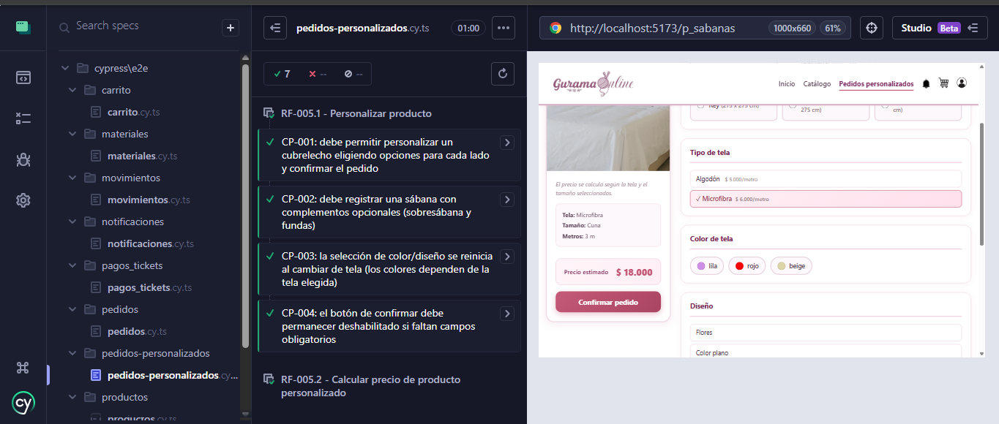 Search specs
+
cypress\e2e
carrito
carrito.cy.ts
materiales
materiales.cy.ts
movimientos
movimientos.cy.ts
notificaciones
notificaciones.cy.ts
pagos_tickets
pagos_tickets.cy.ts
pedidos
pedidos.cy.ts
pedidos-personalizados
pedidos-personalizados.cy...
productos
productos.cy.ts
cy
pedidos-personalizados.cy.ts
01:00
7
--
--
RF-005.1 - Personalizar producto
CP-001: debe permitir personalizar un
cubrelecho eligiendo opciones para cada lado
y confirmar el pedido
CP-002: debe registrar una sábana con
complementos opcionales (sobresábana y
fundas)
CP-003: la selección de color/diseño se reinicia
al cambiar de tela (los colores dependen de la
tela elegida)
CP-004: el botón de confirmar debe
permanecer deshabilitado si faltan campos
obligatorios
RF-005.2 - Calcular precio de producto
personalizado
http://localhost:5173/p_sabanas
1000x660
61%
Studio
Beta
Gurama Online
Inicio
Catálogo
Pedidos personalizados
Rey (275 x 275 cm)
275 cm)
cm)
El precio se calcula según la tela y el
tamaño seleccionados.
Tela: Microfibra
Tamaño: Cuna
Metros: 3 m
Precio estimado
$ 18.000
Confirmar pedido
Tipo de tela
Algodón $ 5.000/metro
✓ Microfibra $ 6.000/metro
Color de tela
lila
rojo
beige
Diseño
Flores
Color plano